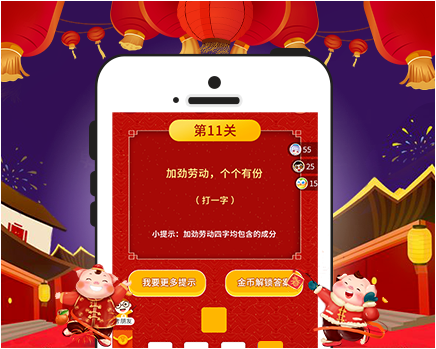 第11关
55
加劲劳动，个个有份
25
15
（打一字）
小提示：加劲劳动四字均包含的成分
我要更多提示
金币解锁答案